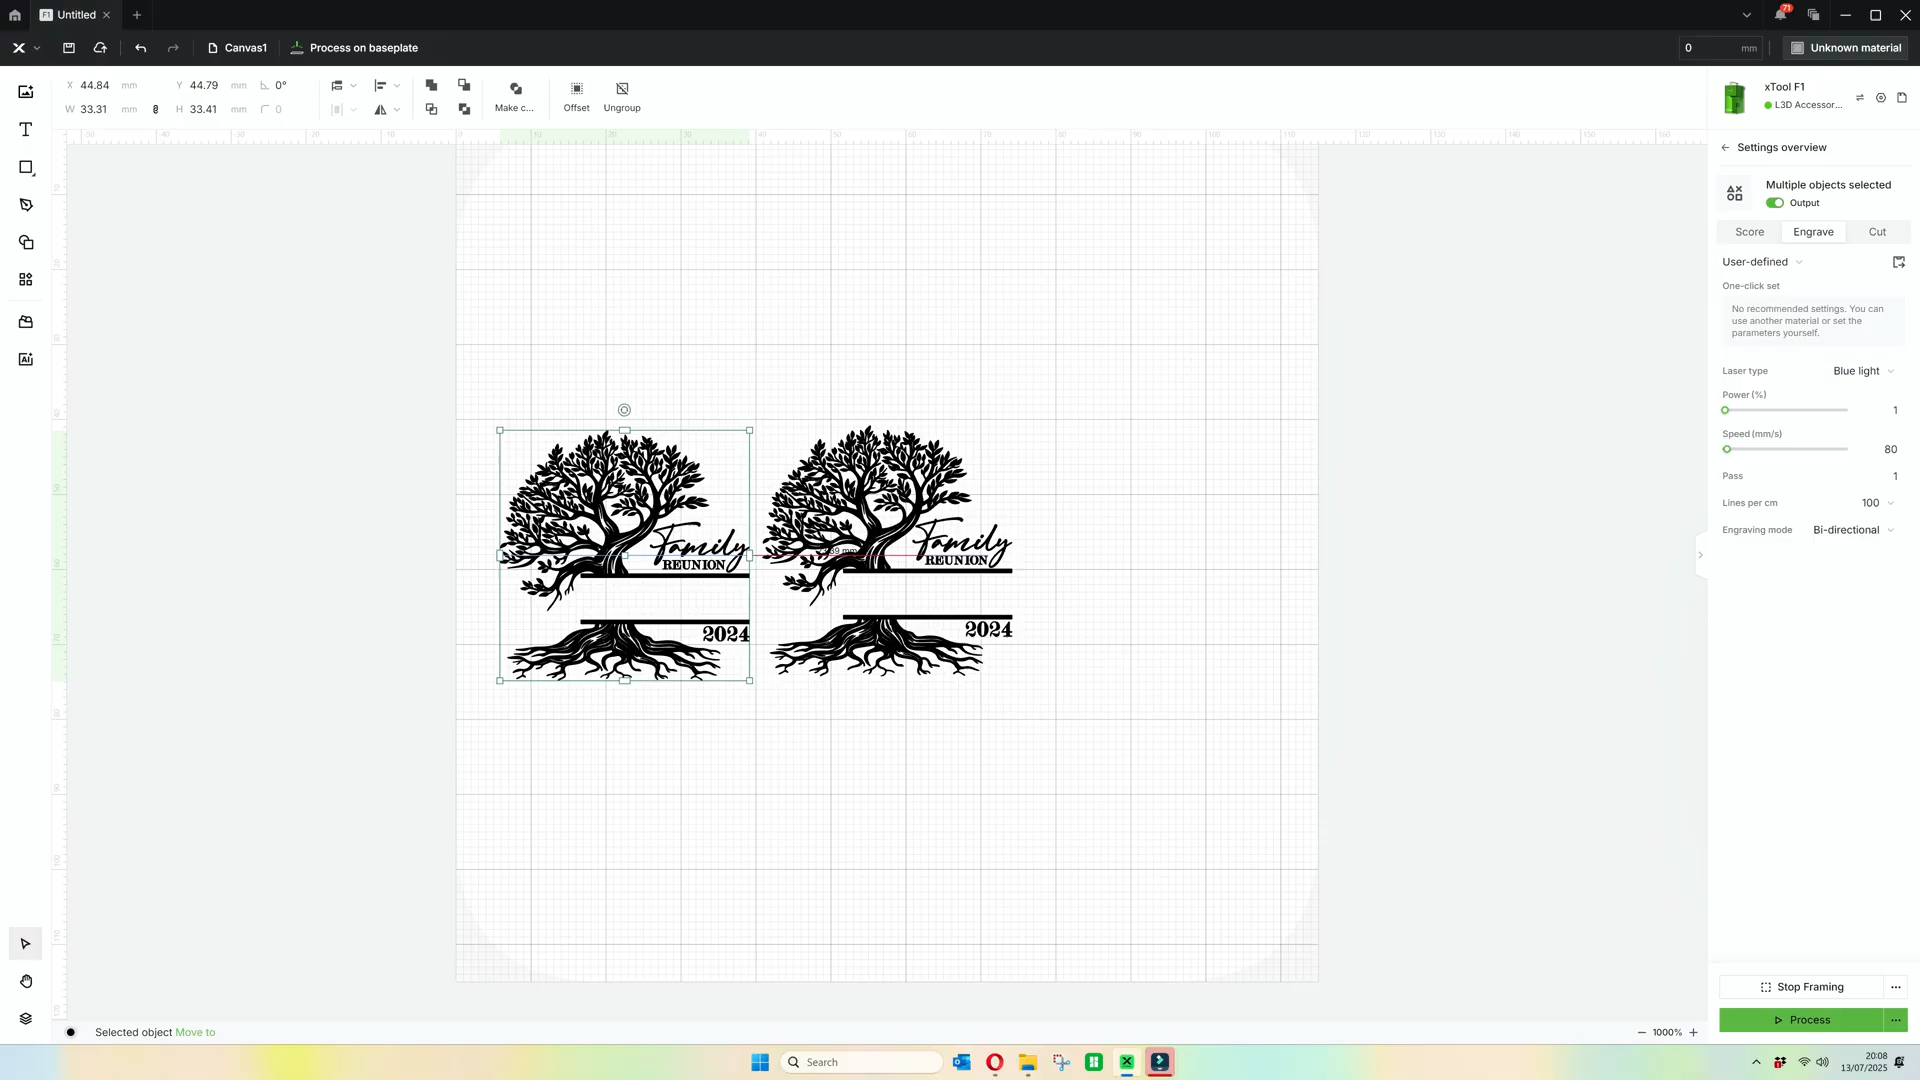 F1 Untitled
71
Canvas1
Process on baseplate
0 mm
Unknown material
X 44.84 mm Y 44.79 mm 0°
W 33.31 mm H 33.41 mm 0
Make c...
Offset
Ungroup
xTool F1
L3D Accessor...
Settings overview
Multiple objects selected
Output
Score
Engrave
Cut
User-defined
One-click set
No recommended settings. You can
use another material or set the
parameters yourself.
Laser type Blue light
Power (%)
1
Speed (mm/s)
80
Pass 1
Lines per cm 100
Engraving mode Bi-directional
Family
REUNION
2024
Family
REUNION
2024
AI
Stop Framing
Process
Selected object Move to
1000%
Search
20:08
13/07/2025